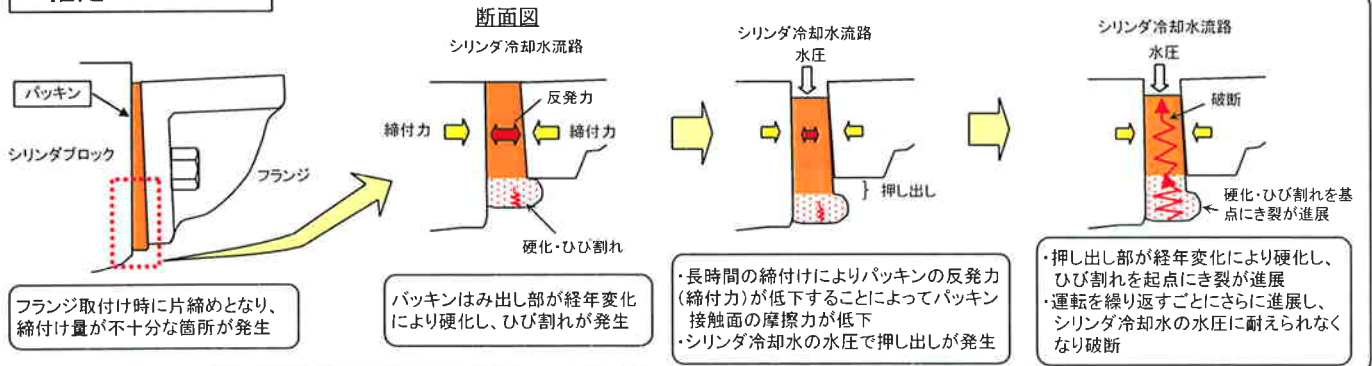 断面図
シリンダ冷却水流路
パッキン
シリンダブロック
フランジ
反発力
締付力
締付力
硬化・ひび割れ
シリンダ冷却水流路
水圧
押し出し
シリンダ冷却水流路
水圧
破断
硬化・ひび割れを基
点にき裂が進展
フランジ取付け時に片締めとなり、
締付け量が不十分な箇所が発生
パッキンはみ出し部が経年変化
により硬化し、ひび割れが発生
・長時間の締付けによりパッキンの反発力
(締付力)が低下することによってパッキン
接触面の摩擦力が低下
・シリンダ冷却水の水圧で押し出しが発生
・押し出し部が経年変化により硬化し、
ひび割れを起点にき裂が進展
・運転を繰り返すごとにさらに進展し、
シリンダ冷却水の水圧に耐えられなく
なり破断